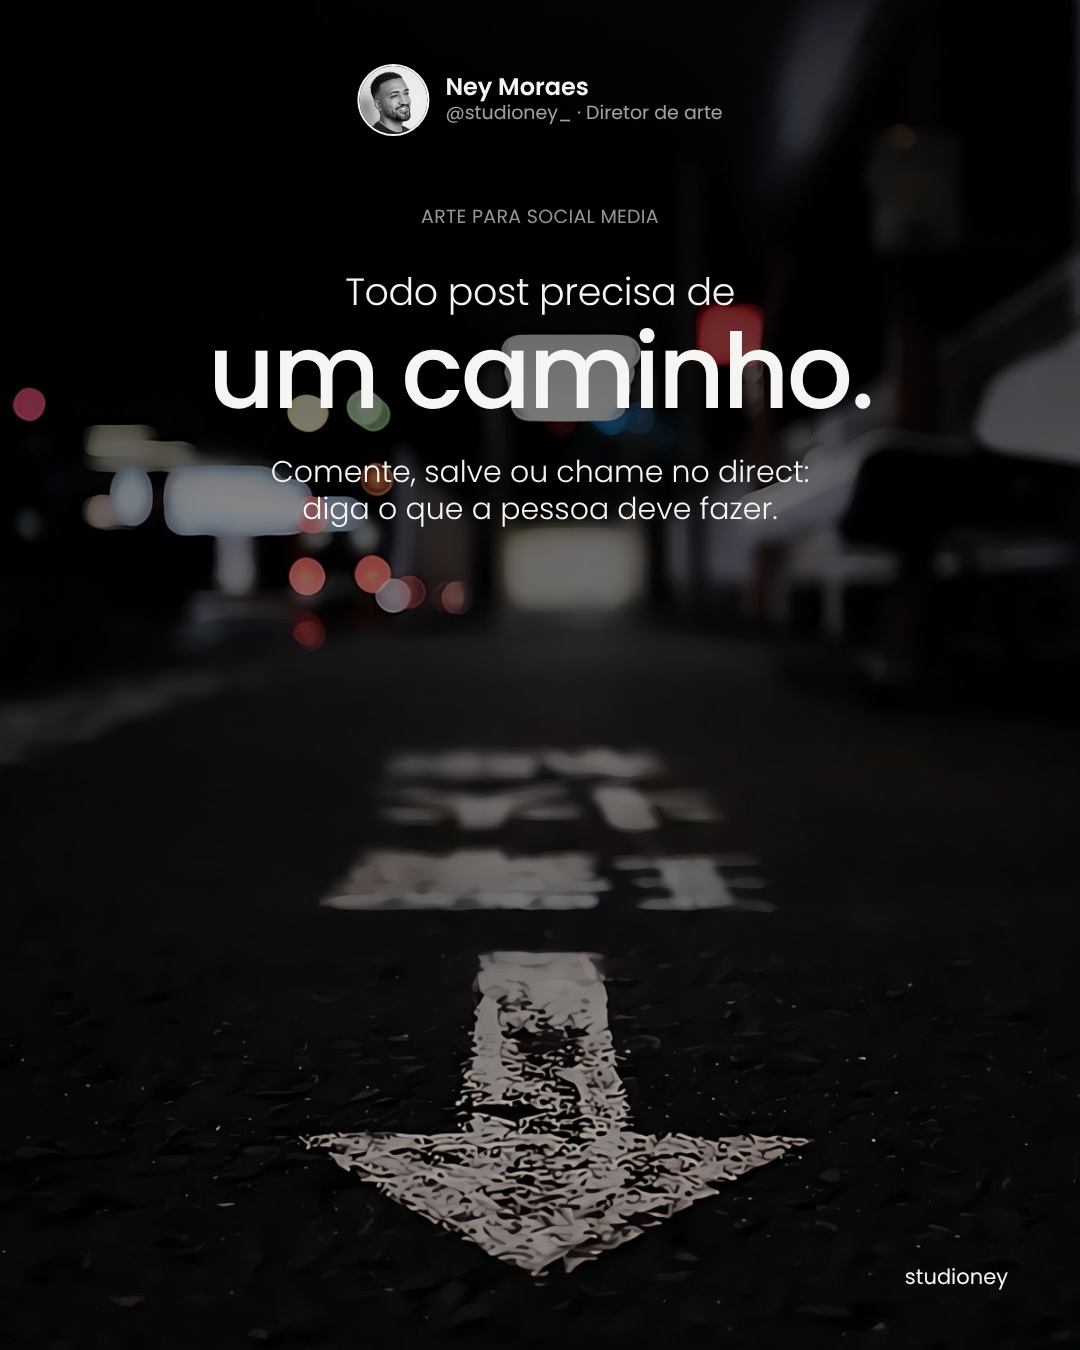 Ney Moraes
@studioney_ · Diretor de arte
ARTE PARA SOCIAL MEDIA
Todo post precisa de
um caminho.
Comente, salve ou chame no direct:
diga o que a pessoa deve fazer.
studioney